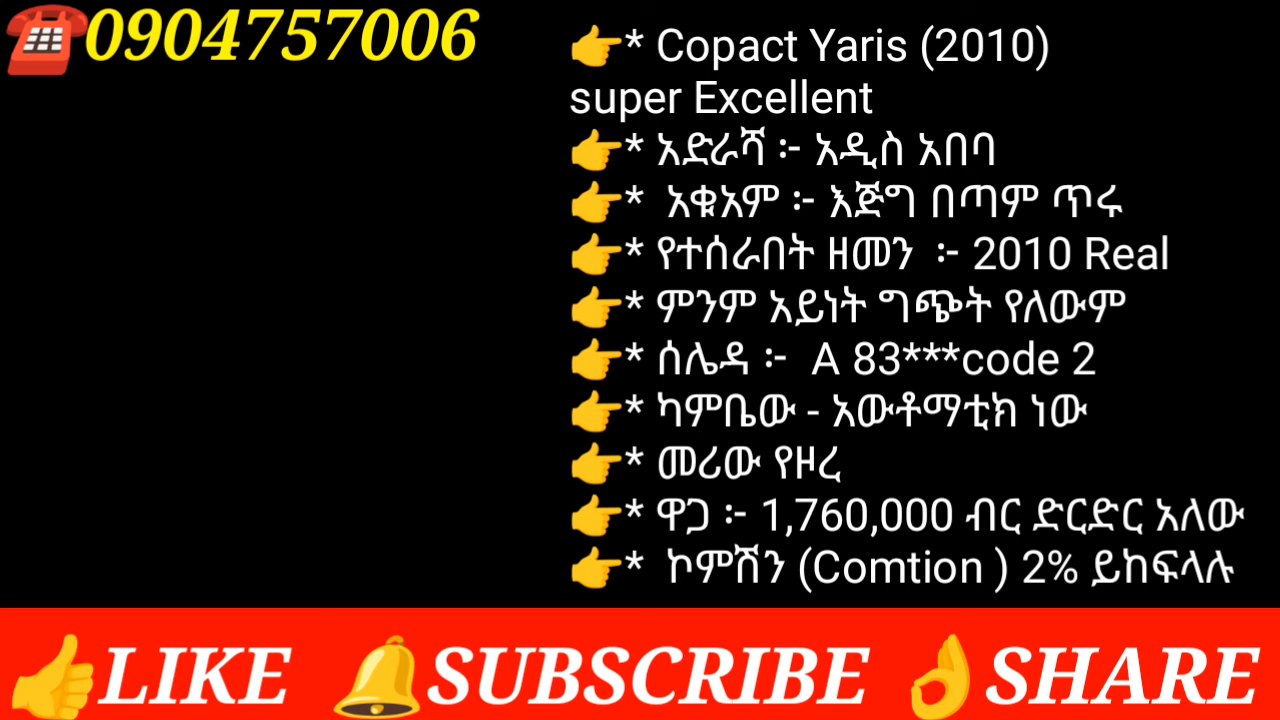 ☎️0904757006
👉* Copact Yaris (2010)
super Excellent
👉* አድራሻ ፦ አዲስ አበባ
👉*  አቁአም ፦ እጅግ በጣም ጥሩ
👉* የተሰራበት ዘመን  ፦ 2010 Real
👉* ምንም አይነት ግጭት የለውም
👉* ሰሌዳ ፦  A 83***code 2
👉* ካምቤው - አውቶማቲክ ነው
👉* መሪው የዞረ
👉* ዋጋ ፦ 1,760,000 ብር ድርድር አለው
👉*  ኮምሽን (Comtion ) 2% ይከፍላሉ
👍LIKE 🔔SUBSCRIBE 👌SHARE